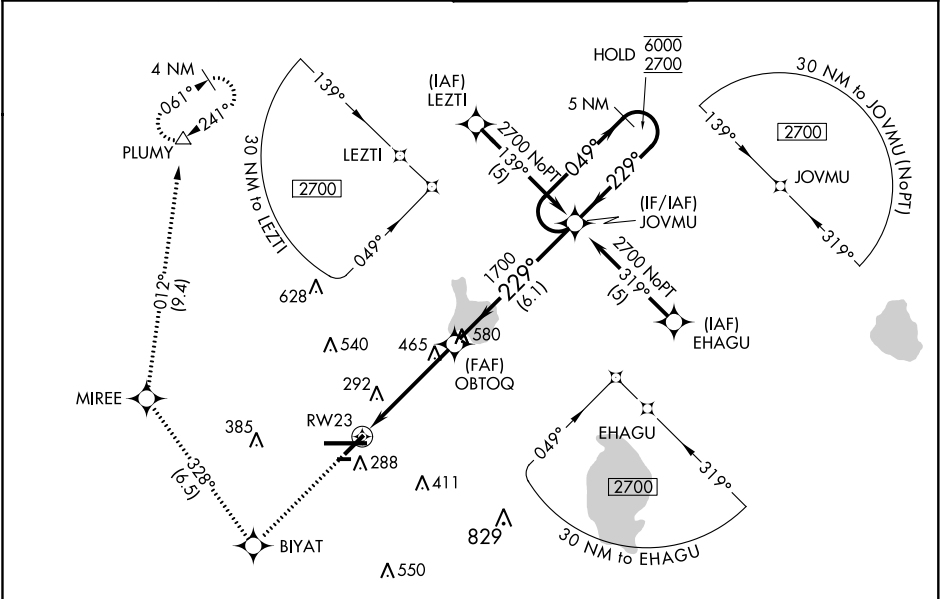 4 NM
061°
241°
PLUMY
139°
LEZTI
2700
049°
30 NM to LEZTI
(IAF)
LEZTI
2700 NoPT
139°
(5)
HOLD
6000
2700
5 NM
049°
229°
(IF/IAF)
JOVMU
30 NM to JOVMU (NoPT)
139°
2700
JOVMU
319°
2700 NoPT
319°
(5)
(IAF)
EHAGU
1700
229°
(6.1)
012°
(9.4)
628
540
465
580
(FAF)
OBTOQ
292
MIREE
RW23
385
288
411
829
550
328°
(6.5)
BIYAT
049°
EHAGU
319°
2700
30 NM to EHAGU